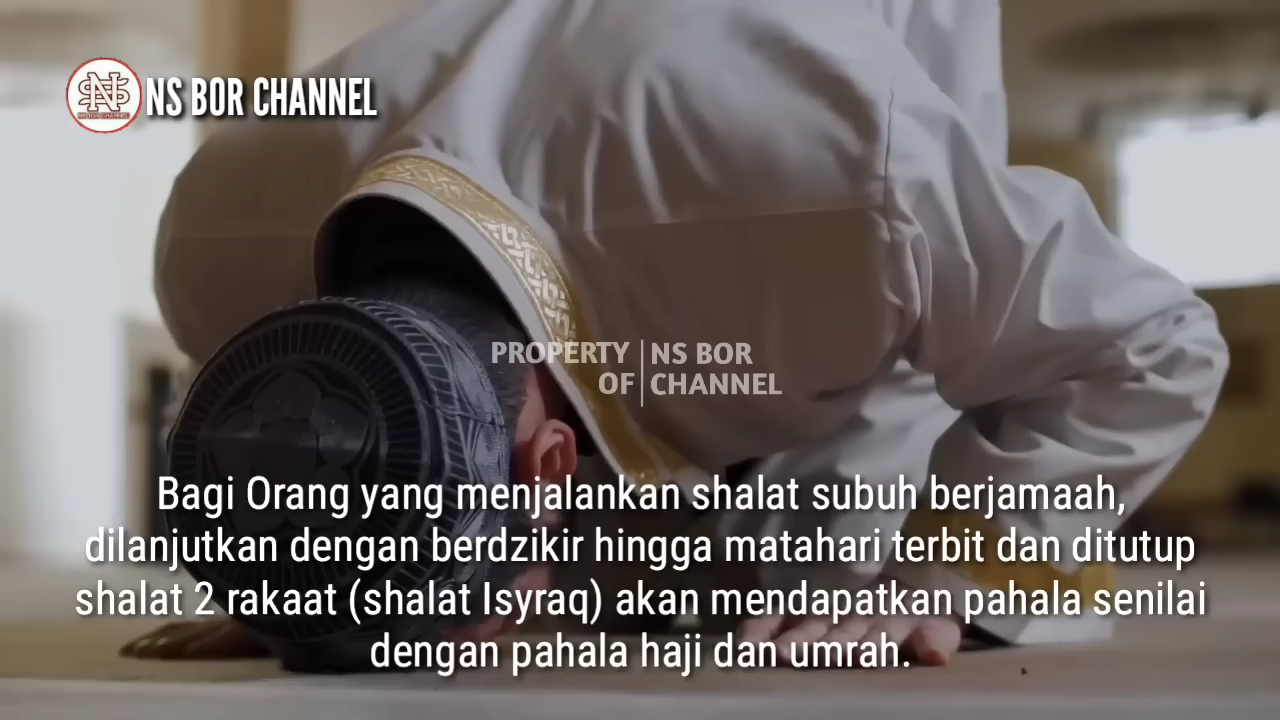 NS BOR CHANNEL
PROPERTY OF NS BOR CHANNEL
Bagi Orang yang menjalankan shalat subuh berjamaah,
dilanjutkan dengan berdzikir hingga matahari terbit dan ditutup
shalat 2 rakaat (shalat Isyraq) akan mendapatkan pahala senilai
dengan pahala haji dan umrah.